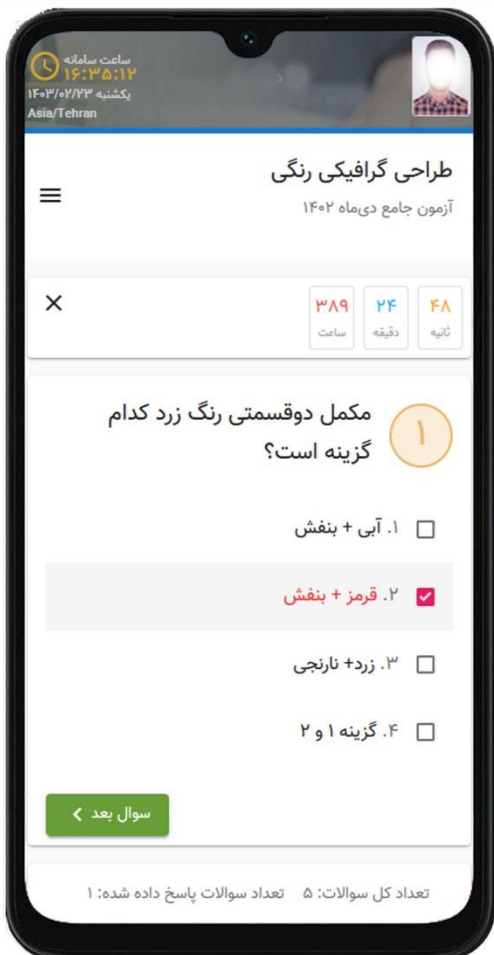 ساعت سامانه
۱۶:۳۵:۱۲
یکشنبه ۱۴۰۳/۰۲/۲۳
Asia/Tehran
طراحی گرافیکی رنگی
آزمون جامع دی‌ماه ۱۴۰۲
۴۸ ۲۴ ۳۸۹
ثانیه دقیقه ساعت
۱
مکمل دوقسمتی رنگ زرد کدام
گزینه است؟
۱. آبی + بنفش
۲. قرمز + بنفش
۳. زرد+ نارنجی
۴. گزینه ۱ و ۲
سوال بعد
تعداد کل سوالات: ۵ تعداد سوالات پاسخ داده شده: ۱